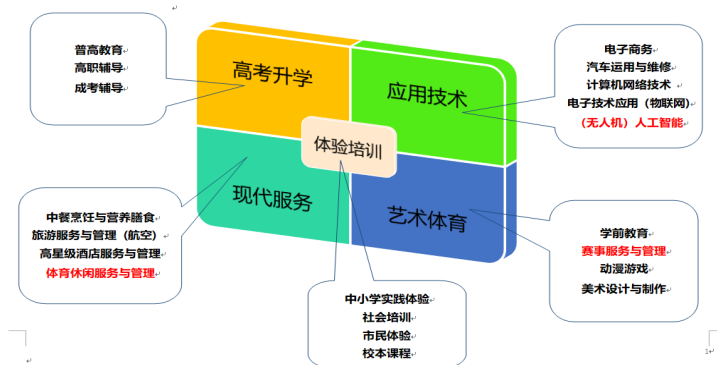 普高教育
高职辅导
成考辅导
高考升学
应用技术
电子商务
汽车运用与维修
计算机网络技术
电子技术应用（物联网）
（无人机）人工智能
体验培训
现代服务
艺术体育
中餐烹饪与营养膳食
旅游服务与管理（航空）
高星级酒店服务与管理
体育休闲服务与管理
学前教育
赛事服务与管理
动漫游戏
美术设计与制作
中小学实践体验
社会培训
市民体验
校本课程
1